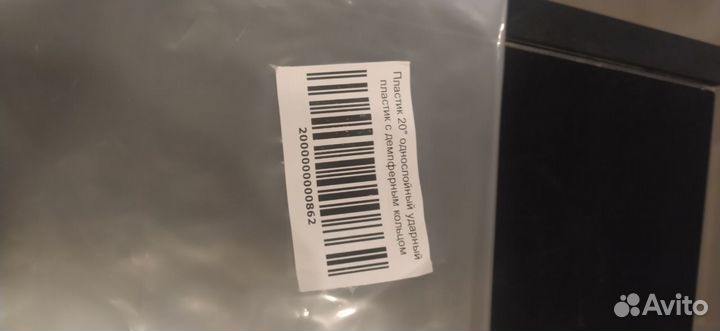 Пластик 20" однослойный ударный
пластик с демпферным кольцом
2000000000862
Avito